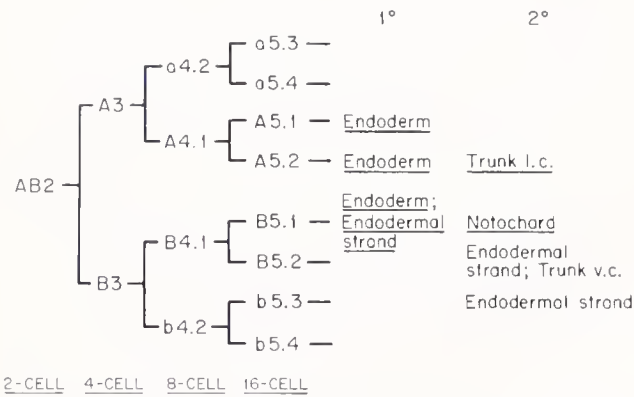 1° 2°
a5.3
a4.2
a5.4
A3
A5.1 Endoderm
A4.1
A5.2 Endoderm Trunk l.c.
AB2
Endoderm;
B5.1 Endodermal Notochard
strand
B4.1
Endodermal
B5.2 strand; Trunk v.c.
B3
b5.3 Endodermal strand
b4.2
b5.4
2-CELL 4-CELL 8-CELL 16-CELL